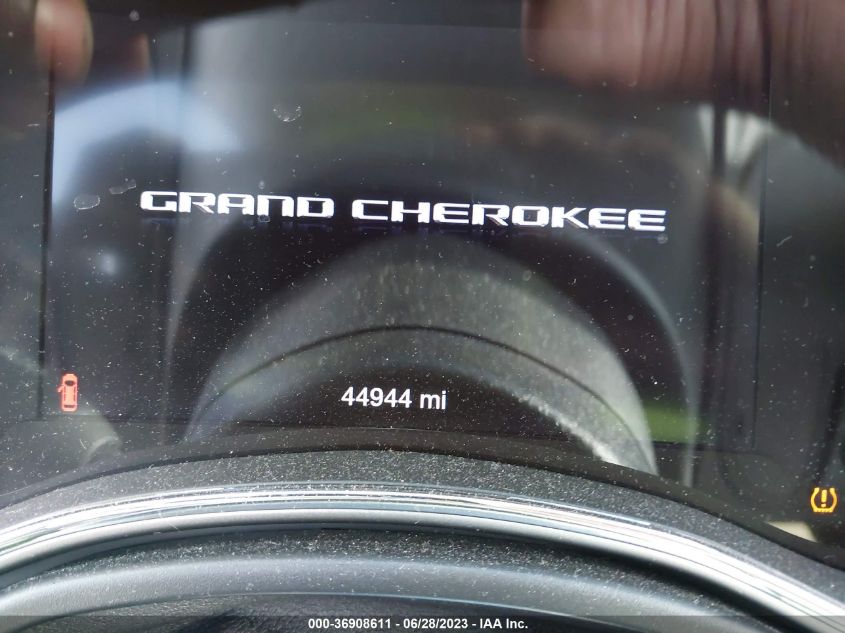 GRAND CHEROKEE
44944 mi
000-36908611 / 06/28/2023 - IAA Inc.